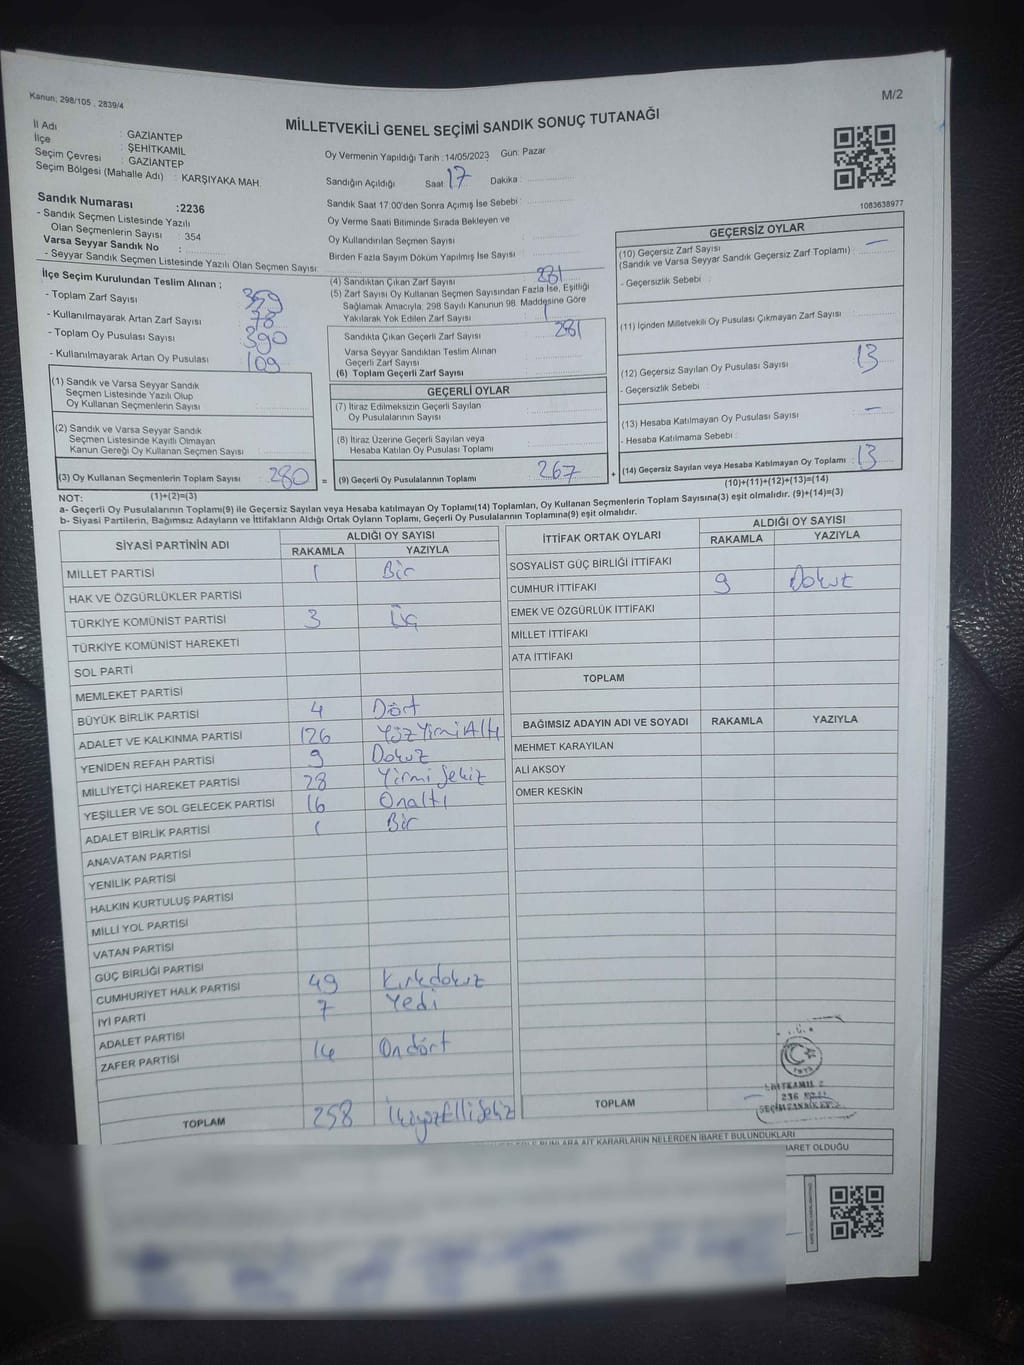 Kanun; 298/105 , 2839/4
M/2
MİLLETVEKİLİ GENEL SEÇİMİ SANDIK SONUÇ TUTANAĞI
İl Adı : GAZİANTEP
İlçe : ŞEHİTKAMİL
Seçim Çevresi : GAZİANTEP
Seçim Bölgesi (Mahalle Adı) : KARŞIYAKA MAH.
Sandık Numarası :2236
- Sandık Seçmen Listesinde Yazılı
Olan Seçmenlerin Sayısı : 354
Varsa Seyyar Sandık No :
- Seyyar Sandık Seçmen Listesinde Yazılı Olan Seçmen Sayısı
Oy Vermenin Yapıldığı Tarih :14/05/2023 Gün: Pazar
Sandığın Açıldığı Saat 17 Dakika
Sandık Saat 17:00'den Sonra Açımış İse Sebebi :
Oy Verme Saati Bitiminde Sırada Bekleyen ve
Oy Kullandırılan Seçmen Sayısı
Birden Fazla Sayım Döküm Yapılmış İse Sayısı
1083638977
İlçe Seçim Kurulundan Teslim Alınan ;
- Toplam Zarf Sayısı 359
- Kullanılmayarak Artan Zarf Sayısı : 78
- Toplam Oy Pusulası Sayısı : 390
- Kullanılmayarak Artan Oy Pusulası 109
(1) Sandık ve Varsa Seyyar Sandık
Seçmen Listesinde Yazılı Olup
Oy Kullanan Seçmenlerin Sayısı
(2) Sandık ve Varsa Seyyar Sandık
Seçmen Listesinde Kayıtlı Olmayan
Kanun Gereği Oy Kullanan Seçmen Sayısı :
(3) Oy Kullanan Seçmenlerin Toplam Sayısı : 280
(1)+(2)=(3)
(4) Sandıktan Çıkan Zarf Sayısı 281
(5) Zarf Sayısı Oy Kullanan Seçmen Sayısından Fazla İse, Eşitliği
Sağlamak Amacıyla, 298 Sayılı Kanunun 98. Maddesine Göre
Yakılarak Yok Edilen Zarf Sayısı : 1
Sandıkta Çıkan Geçerli Zarf Sayısı : 281
Varsa Seyyar Sandıktan Teslim Alınan
Geçerli Zarf Sayısı
(6) Toplam Geçerli Zarf Sayısı
GEÇERLİ OYLAR
(7) İtiraz Edilmeksizin Geçerli Sayılan
Oy Pusulalarının Sayısı
(8) İtiraz Üzerine Geçerli Sayılan veya
Hesaba Katılan Oy Pusulası Toplamı
= (9) Geçerli Oy Pusulalarının Toplamı : 267 +
GEÇERSİZ OYLAR
(10) Geçersiz Zarf Sayısı
(Sandık ve Varsa Seyyar Sandık Geçersiz Zarf Toplamı) : —
- Geçersizlik Sebebi :
(11) İçinden Milletvekili Oy Pusulası Çıkmayan Zarf Sayısı :
(12) Geçersiz Sayılan Oy Pusulası Sayısı : 13
- Geçersizlik Sebebi :
(13) Hesaba Katılmayan Oy Pusulası Sayısı : —
- Hesaba Katılmama Sebebi :
(14) Geçersiz Sayılan veya Hesaba Katılmayan Oy Toplamı : 13
(10)+(11)+(12)+(13)=(14)
NOT:
a- Geçerli Oy Pusulalarının Toplamı(9) ile Geçersiz Sayılan veya Hesaba Katılmayan Oy Toplamı(14) Toplamları, Oy Kullanan Seçmenlerin Toplam Sayısına(3) eşit olmalıdır. (9)+(14)=(3)
b- Siyasi Partilerin, Bağımsız Adayların ve İttifakların Aldığı Ortak Oyların Toplamı, Geçerli Oy Pusulalarının Toplamına(9) eşit olmalıdır.
SİYASİ PARTİNİN ADI ALDIĞI OY SAYISI
RAKAMLA YAZIYLA
MİLLET PARTİSİ 1 Bir
HAK VE ÖZGÜRLÜKLER PARTİSİ
TÜRKİYE KOMÜNİST PARTİSİ 3 Üç
TÜRKİYE KOMÜNİST HAREKETİ
SOL PARTİ
MEMLEKET PARTİSİ
BÜYÜK BİRLİK PARTİSİ 4 Dört
ADALET VE KALKINMA PARTİSİ 126 Yüz Yirmi Altı
YENİDEN REFAH PARTİSİ 9 Dokuz
MİLLİYETÇİ HAREKET PARTİSİ 28 Yirmi Sekiz
YEŞİLLER VE SOL GELECEK PARTİSİ 16 Onaltı
ADALET BİRLİK PARTİSİ 1 Bir
ANAVATAN PARTİSİ
YENİLİK PARTİSİ
HALKIN KURTULUŞ PARTİSİ
MİLLİ YOL PARTİSİ
VATAN PARTİSİ
GÜÇ BİRLİĞİ PARTİSİ
CUMHURİYET HALK PARTİSİ 49 Kırkdokuz
İYİ PARTİ 7 Yedi
ADALET PARTİSİ
ZAFER PARTİSİ 14 Ondört
TOPLAM 258 İkiyüzElliSekiz
İTTİFAK ORTAK OYLARI ALDIĞI OY SAYISI
RAKAMLA YAZIYLA
SOSYALİST GÜÇ BİRLİĞİ İTTİFAKI
CUMHUR İTTİFAKI 9 Dokuz
EMEK VE ÖZGÜRLÜK İTTİFAKI
MİLLET İTTİFAKI
ATA İTTİFAKI
TOPLAM
BAĞIMSIZ ADAYIN ADI VE SOYADI RAKAMLA YAZIYLA
MEHMET KARAYILAN
ALİ AKSOY
ÖMER KESKİN
TOPLAM
BUNLARA AİT KARARLARIN NELERDEN İBARET BULUNDUKLARI
İBARET OLDUĞU